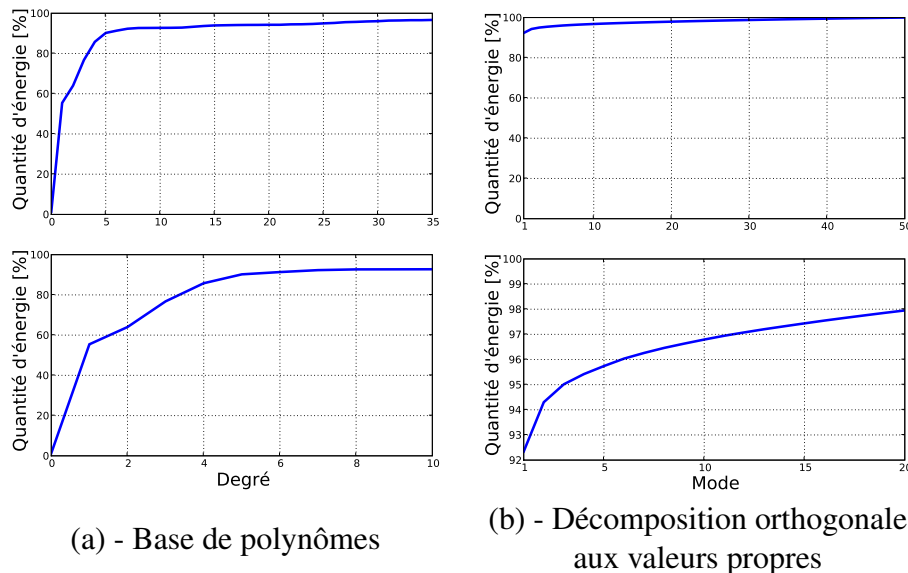 Quantité d'énergie [%]
100
80
60
40
20
0
0 5 10 15 20 25 30 35
Quantité d'énergie [%]
100
80
60
40
20
0
1 10 20 30 40 50
Quantité d'énergie [%]
100
80
60
40
20
0
0 2 4 6 8 10
Degré
Quantité d'énergie [%]
100
99
98
97
96
95
94
93
92
1 5 10 15 20
Mode
(a) - Base de polynômes
(b) - Décomposition orthogonale
aux valeurs propres